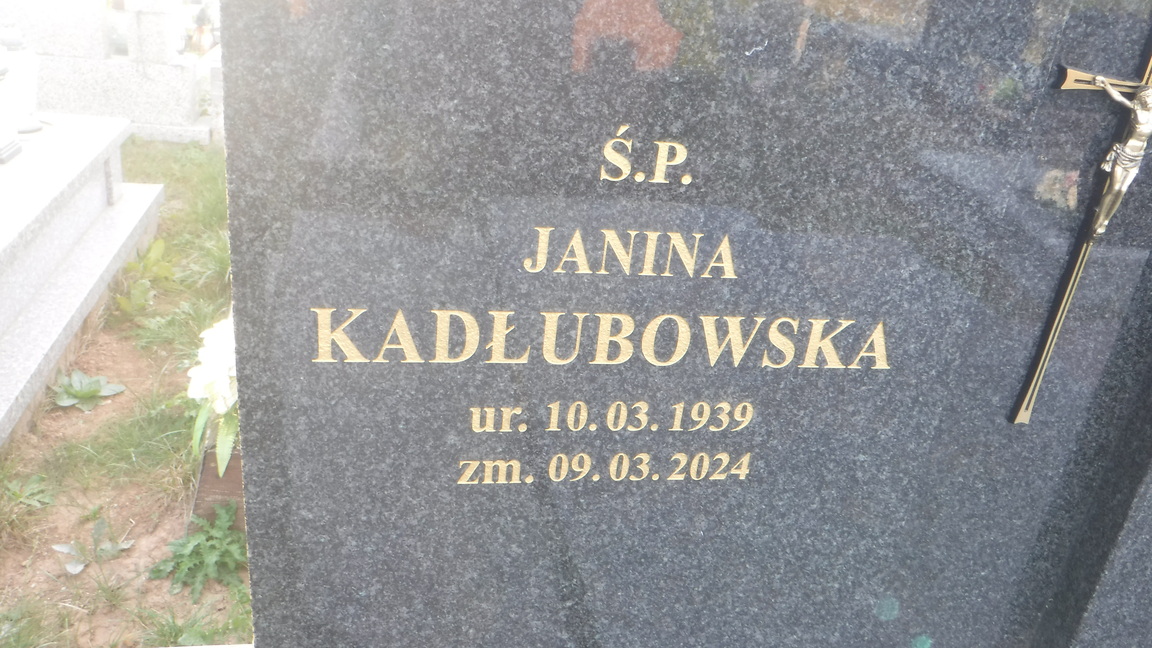 Ś.P.
JANINA
KADŁUBOWSKA
ur. 10. 03. 1939
zm. 09. 03. 2024